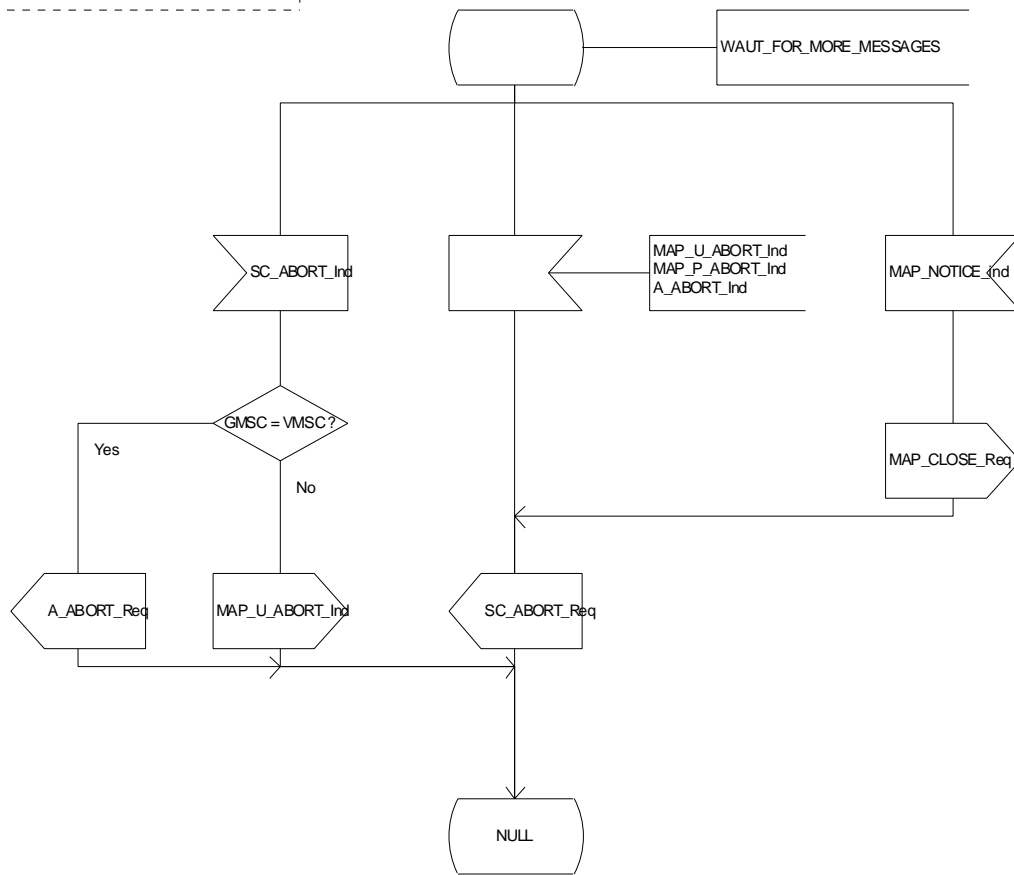 WAUT_FOR_MORE_MESSAGES
SC_ABORT_Ind
MAP_U_ABORT_Ind
MAP_P_ABORT_Ind
A_ABORT_Ind
MAP_NOTICE_Ind
GMSC = VMSC?
Yes
No
MAP_CLOSE_Req
A_ABORT_Req
MAP_U_ABORT_Ind
SC_ABORT_Req
NULL